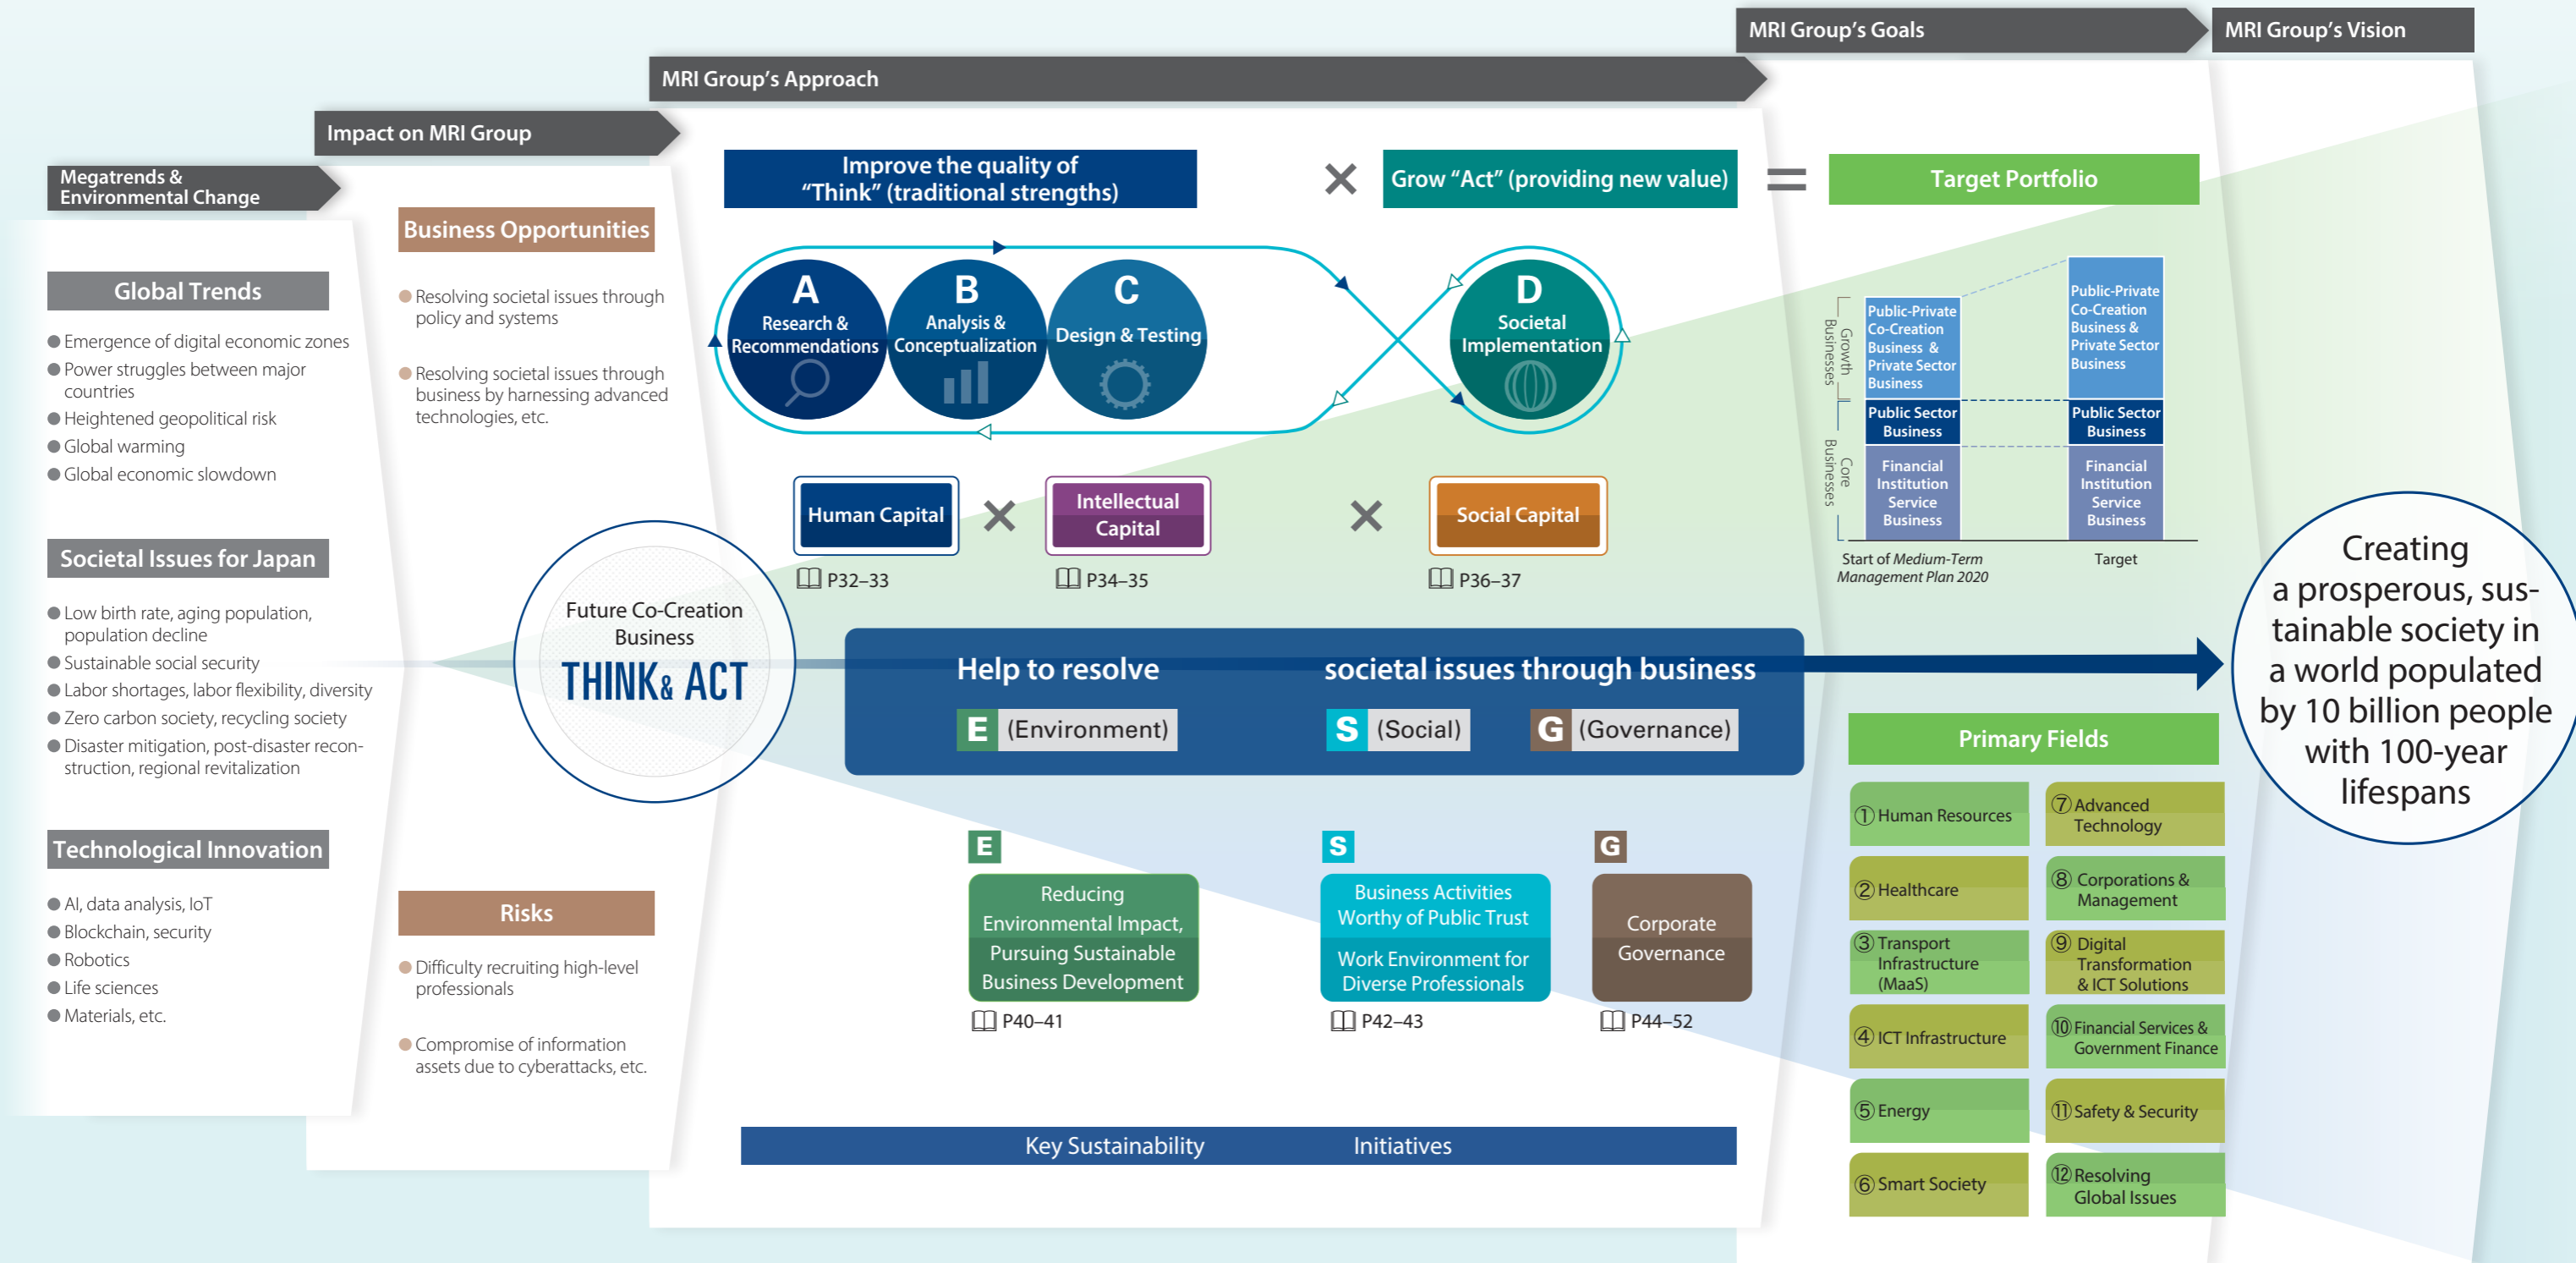 Megatrends &
Environmental Change
Global Trends
Emergence of digital economic zones
Power struggles between major
countries
Heightened geopolitical risk
Global warming
Global economic slowdown
Societal Issues for Japan
Low birth rate, aging population,
population decline
Sustainable social security
Labor shortages, labor flexibility, diversity
Zero carbon society, recycling society
Disaster mitigation, post-disaster recon-
struction, regional revitalization
Technological Innovation
AI, data analysis, IoT
Blockchain, security
Robotics
Life sciences
Materials, etc.
Impact on MRI Group
Business Opportunities
Resolving societal issues through
policy and systems
Resolving societal issues through
business by harnessing advanced
technologies, etc.
Future Co-Creation
Business
THINK & ACT
Risks
Difficulty recruiting high-level
professionals
Compromise of information
assets due to cyberattacks, etc.
MRI Group's Approach
Improve the quality of
“Think” (traditional strengths)
×
Grow “Act” (providing new value)
=
A
Research &
Recommendations
B
Analysis &
Conceptualization
C
Design & Testing
D
Societal
Implementation
Human Capital
×
Intellectual
Capital
×
Social Capital
P32–33
P34–35
P36–37
Help to resolve societal issues through business
E (Environment)
S (Social)
G (Governance)
E
Reducing
Environmental Impact,
Pursuing Sustainable
Business Development
P40–41
S
Business Activities
Worthy of Public Trust
Work Environment for
Diverse Professionals
P42–43
G
Corporate
Governance
P44–52
Key Sustainability Initiatives
MRI Group's Goals
Target Portfolio
Growth
Businesses
Core
Businesses
Public-Private
Co-Creation
Business &
Private Sector
Business
Public Sector
Business
Financial
Institution
Service
Business
Start of Medium-Term
Management Plan 2020
Public-Private
Co-Creation
Business &
Private Sector
Business
Public Sector
Business
Financial
Institution
Service
Business
Target
Primary Fields
① Human Resources
② Healthcare
③ Transport
Infrastructure
(MaaS)
④ ICT Infrastructure
⑤ Energy
⑥ Smart Society
⑦ Advanced
Technology
⑧ Corporations &
Management
⑨ Digital
Transformation
& ICT Solutions
⑩ Financial Services &
Government Finance
⑪ Safety & Security
⑫ Resolving
Global Issues
MRI Group's Vision
Creating
a prosperous, sus-
tainable society in
a world populated
by 10 billion people
with 100-year
lifespans